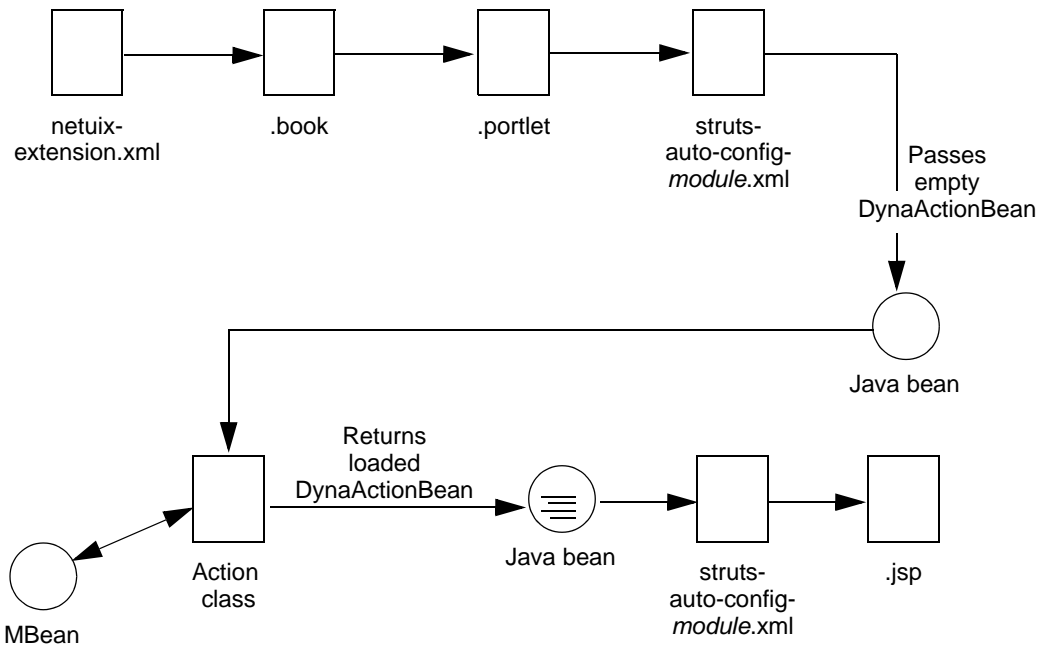 netuix-
extension.xml
.book
.portlet
struts-
auto-config-
module.xml
Passes
empty
DynaActionBean
Java bean
Returns
loaded
DynaActionBean
MBean
Action
class
Java bean
struts-
auto-config-
module.xml
.jsp